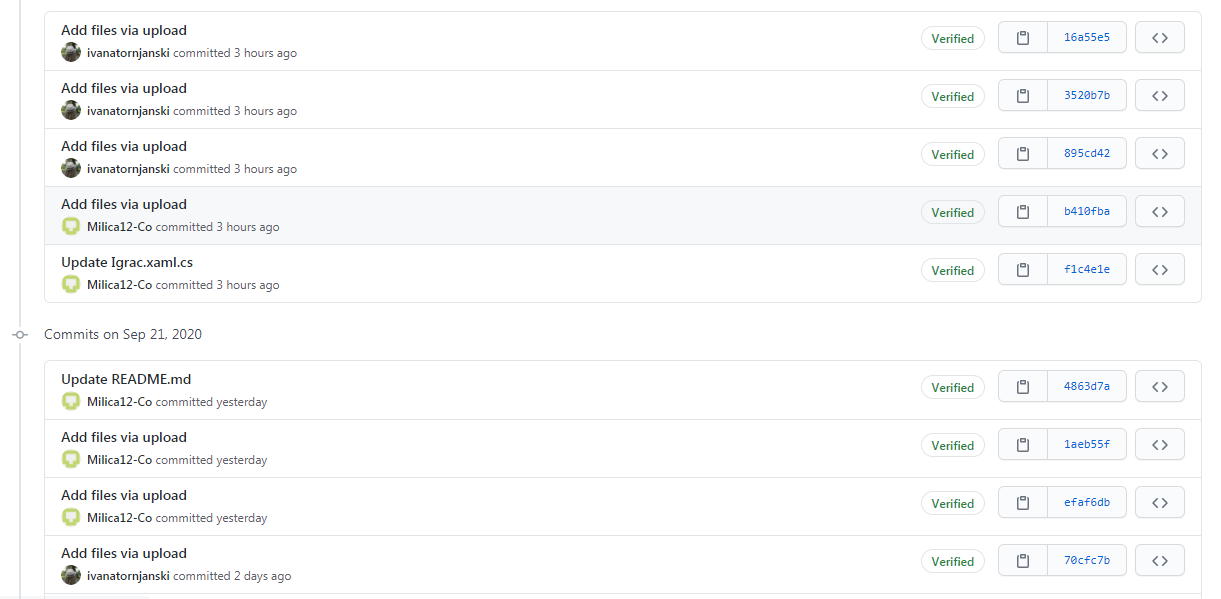 Add files via upload
Verified
16a55e5
ivanatornjanski committed 3 hours ago
Add files via upload
Verified
3520b7b
ivanatornjanski committed 3 hours ago
Add files via upload
Verified
895cd42
ivanatornjanski committed 3 hours ago
Add files via upload
Verified
b410fba
Milica12-Co committed 3 hours ago
Update Igrac.xaml.cs
Verified
f1c4e1e
Milica12-Co committed 3 hours ago
Commits on Sep 21, 2020
Update README.md
Verified
4863d7a
Milica12-Co committed yesterday
Add files via upload
Verified
1aeb55f
Milica12-Co committed yesterday
Add files via upload
Verified
efaf6db
Milica12-Co committed yesterday
Add files via upload
Verified
70cfc7b
ivanatornjanski committed 2 days ago